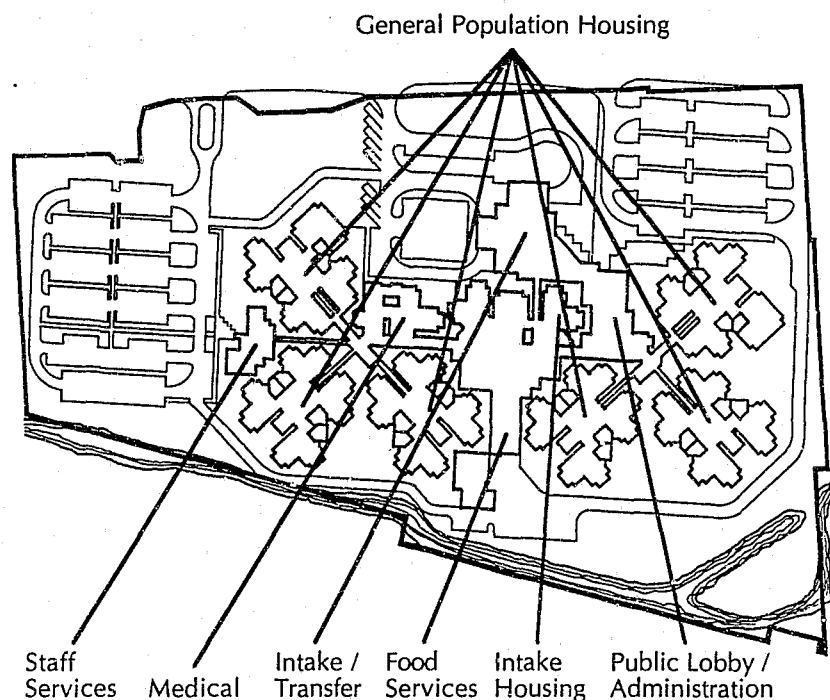 General Population Housing
Staff
Services
Medical
Intake /
Transfer
Food
Services
Intake
Housing
Public Lobby /
Administration